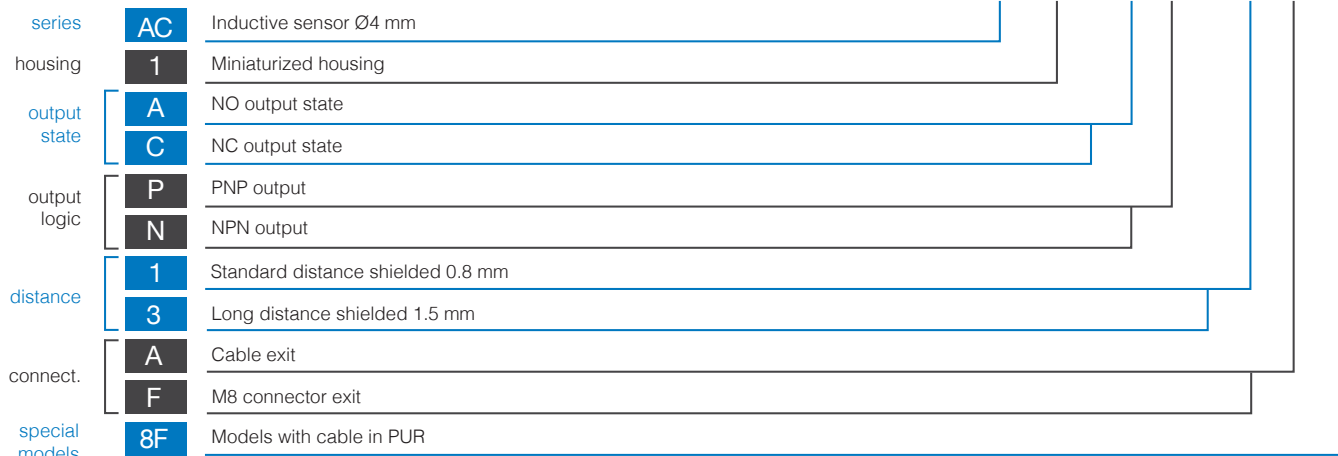 series AC Inductive sensor Ø4 mm
housing 1 Miniaturized housing
output state
A NO output state
C NC output state
output logic
P PNP output
N NPN output
distance
1 Standard distance shielded 0.8 mm
3 Long distance shielded 1.5 mm
connect.
A Cable exit
F M8 connector exit
special models
8F Models with cable in PUR